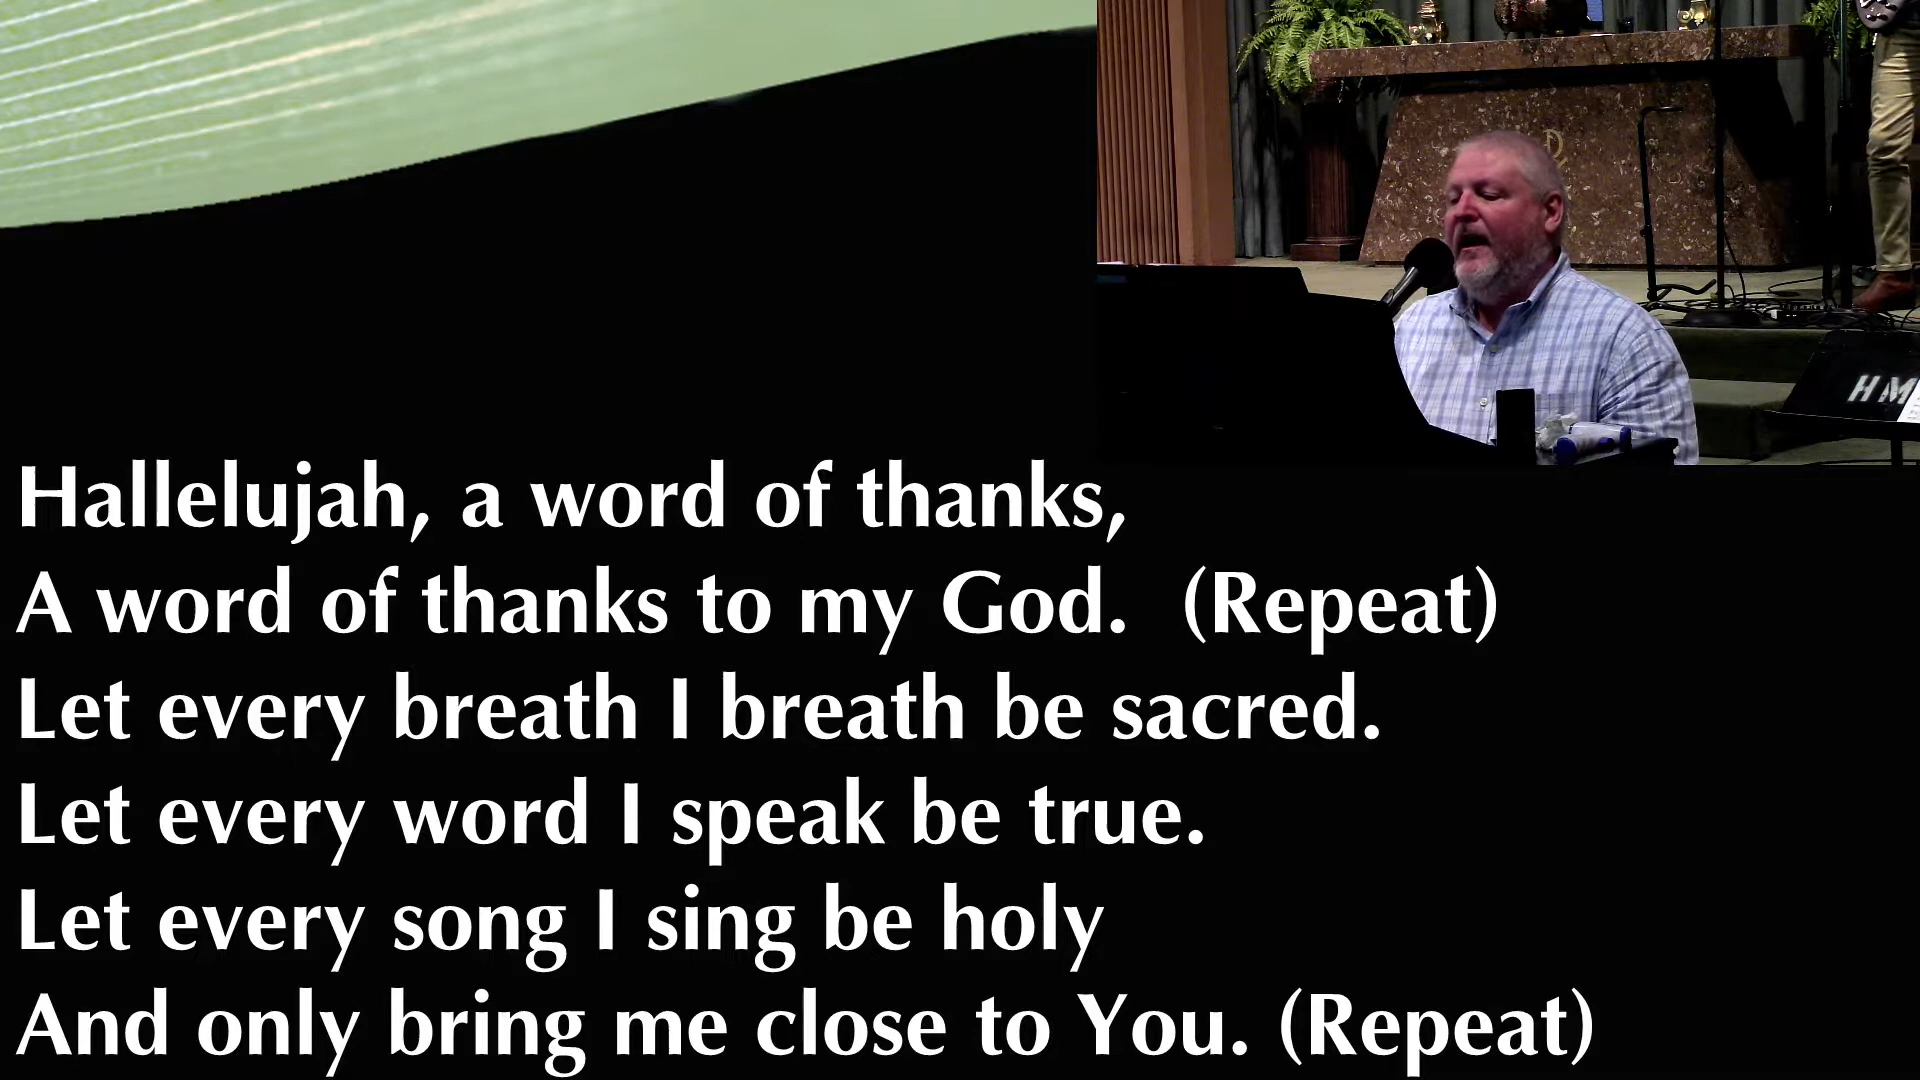 HM
Hallelujah, a word of thanks,
A word of thanks to my God. (Repeat)
Let every breath I breath be sacred.
Let every word I speak be true.
Let every song I sing be holy
And only bring me close to You. (Repeat)